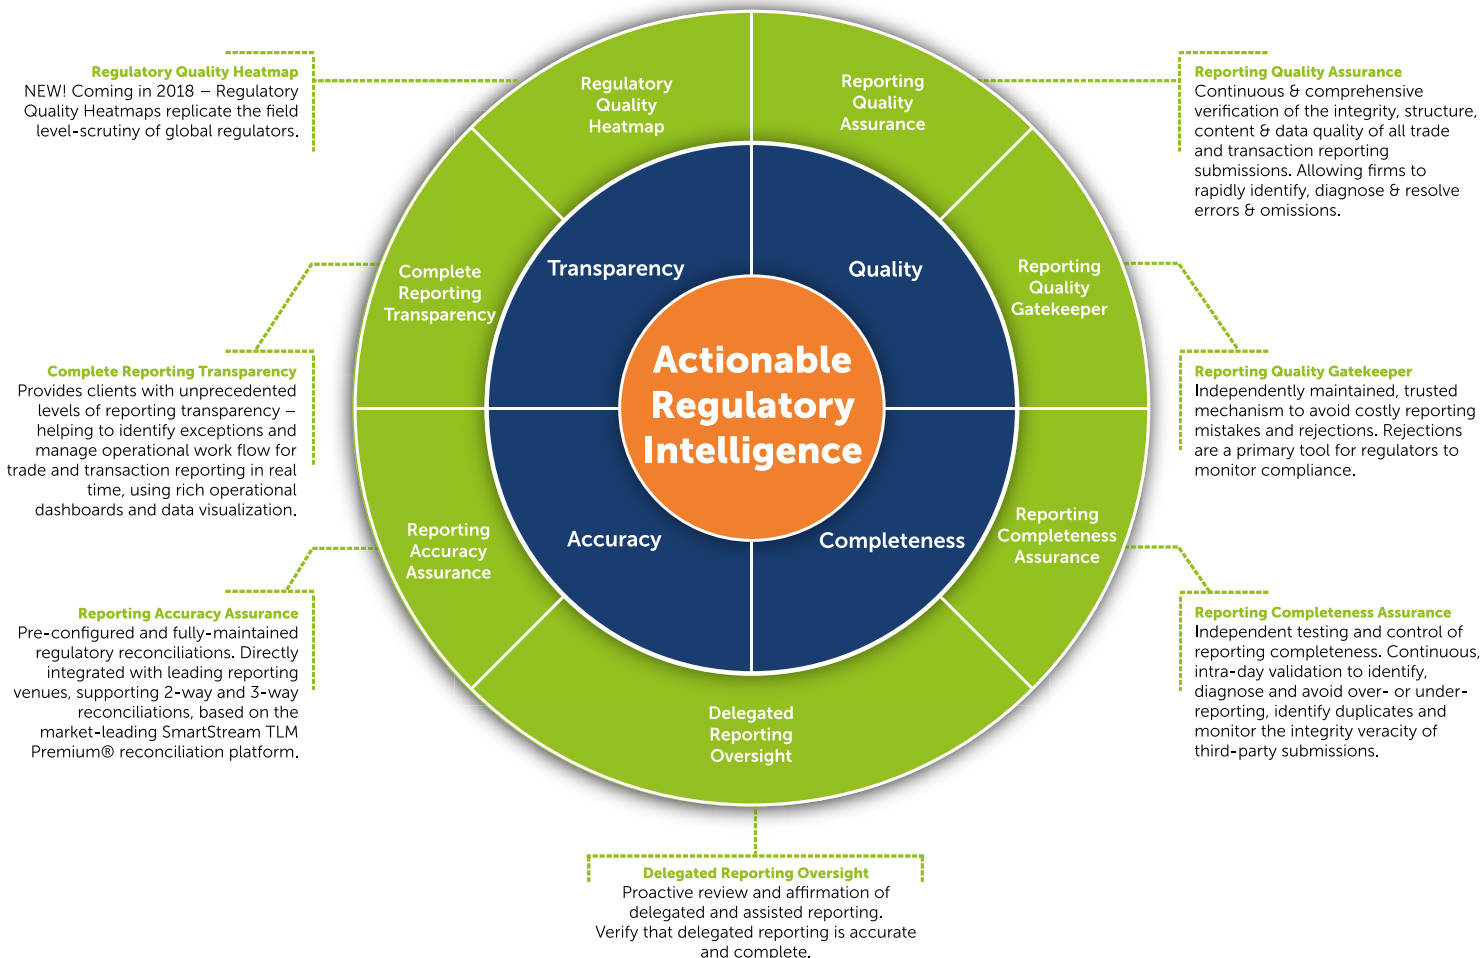 Regulatory Quality Heatmap
NEW! Coming in 2018 – Regulatory
Quality Heatmaps replicate the field
level-scrutiny of global regulators.
Complete Reporting Transparency
Provides clients with unprecedented
levels of reporting transparency –
helping to identify exceptions and
manage operational work flow for
trade and transaction reporting in real
time, using rich operational
dashboards and data visualization.
Reporting Accuracy Assurance
Pre-configured and fully-maintained
regulatory reconciliations. Directly
integrated with leading reporting
venues, supporting 2-way and 3-way
reconciliations, based on the
market-leading SmartStream TLM
Premium® reconciliation platform.
Regulatory
Quality
Heatmap
Reporting
Quality
Assurance
Complete
Reporting
Transparency
Transparency
Quality
Reporting
Quality
Gatekeeper
Actionable
Regulatory
Intelligence
Reporting
Accuracy
Assurance
Accuracy
Completeness
Reporting
Completeness
Assurance
Delegated
Reporting
Oversight
Reporting Quality Assurance
Continuous & comprehensive
verification of the integrity, structure,
content & data quality of all trade
and transaction reporting
submissions. Allowing firms to
rapidly identify, diagnose & resolve
errors & omissions.
Reporting Quality Gatekeeper
Independently maintained, trusted
mechanism to avoid costly reporting
mistakes and rejections. Rejections
are a primary tool for regulators to
monitor compliance.
Reporting Completeness Assurance
Independent testing and control of
reporting completeness. Continuous,
intra-day validation to identify,
diagnose and avoid over- or under-
reporting, identify duplicates and
monitor the integrity veracity of
third-party submissions.
Delegated Reporting Oversight
Proactive review and affirmation of
delegated and assisted reporting.
Verify that delegated reporting is accurate
and complete.